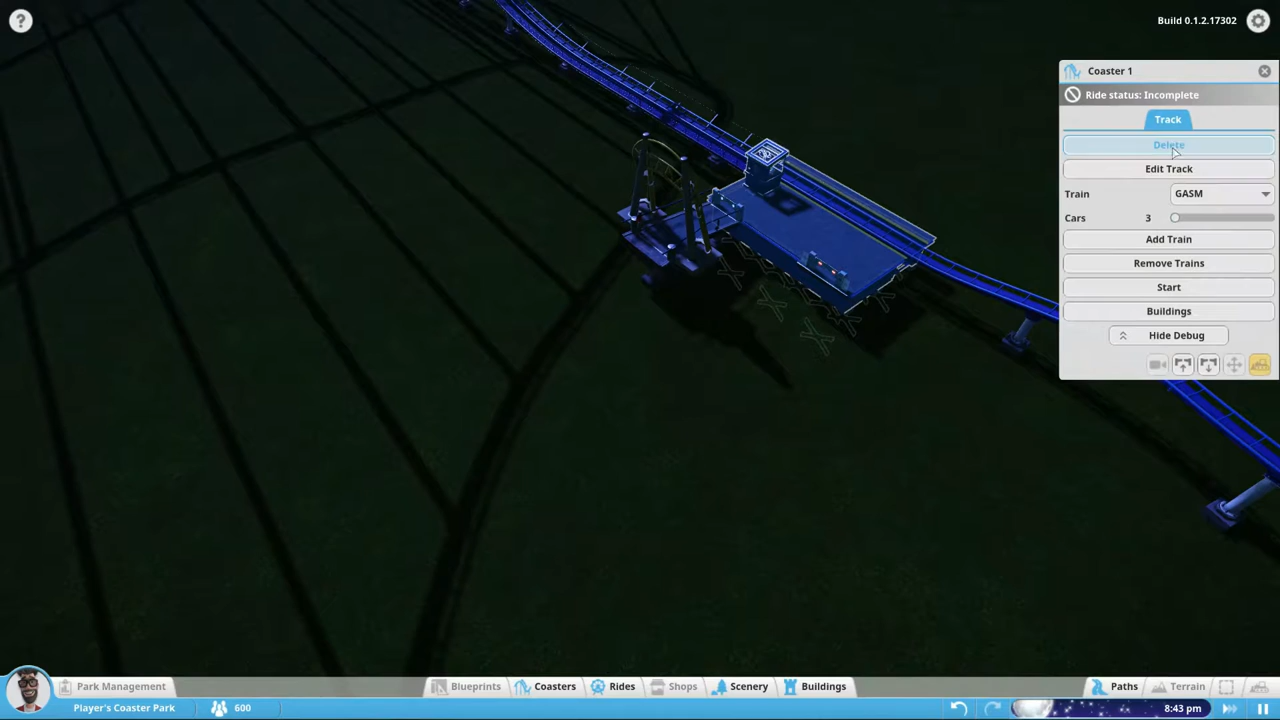 ?
Build 0.1.2.17302
Coaster 1
Ride status: Incomplete
Track
Delete
Edit Track
Train GASM
Cars 3
Add Train
Remove Trains
Start
Buildings
Hide Debug
Park Management
Blueprints
Coasters
Rides
Shops
Scenery
Buildings
Paths
Terrain
Player's Coaster Park
600
8:43 pm